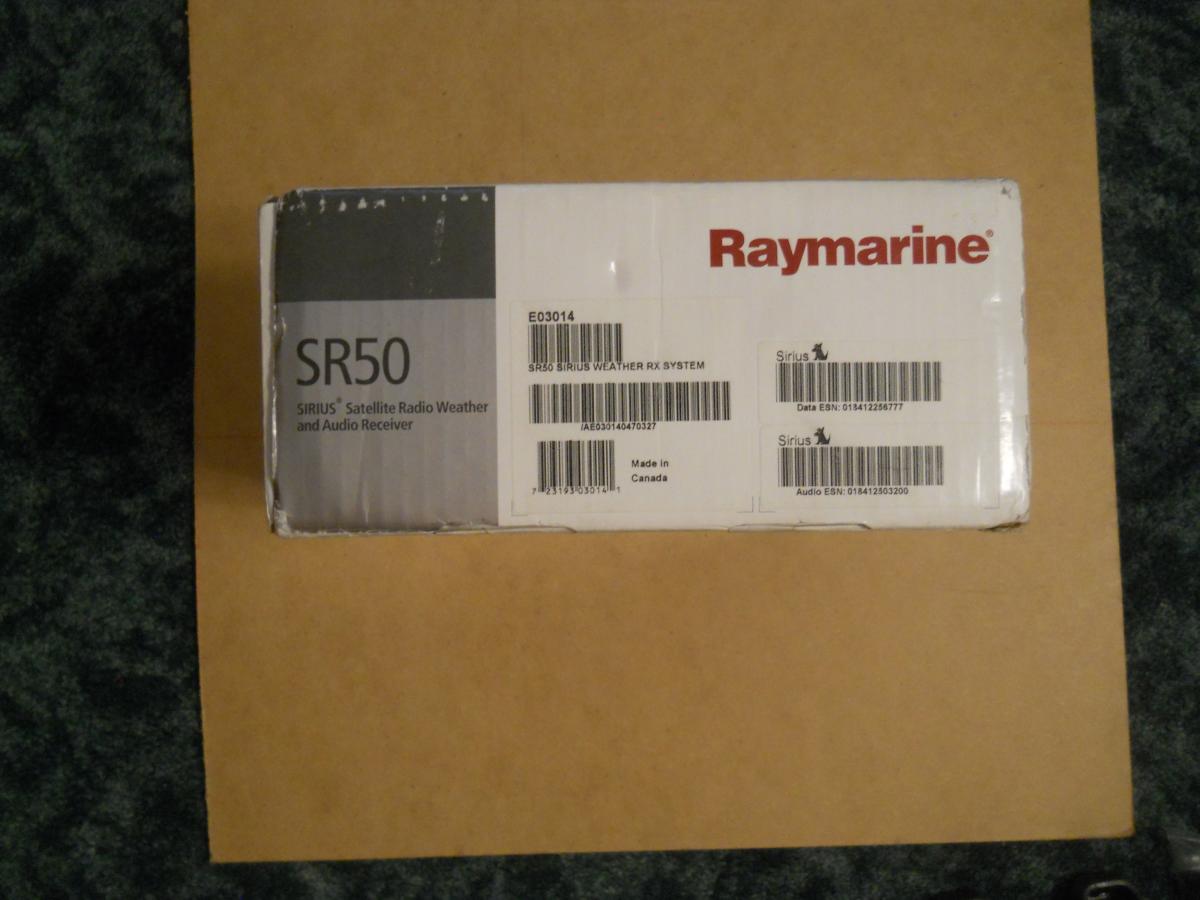 Raymarine®
SR50
SIRIUS® Satellite Radio Weather
and Audio Receiver
E03014
SR50 SIRIUS WEATHER RX SYSTEM
/AE030140470327
7 23193 03014 1
Made in
Canada
Sirius
Data ESN: 018412256777
Sirius
Audio ESN: 018412503200